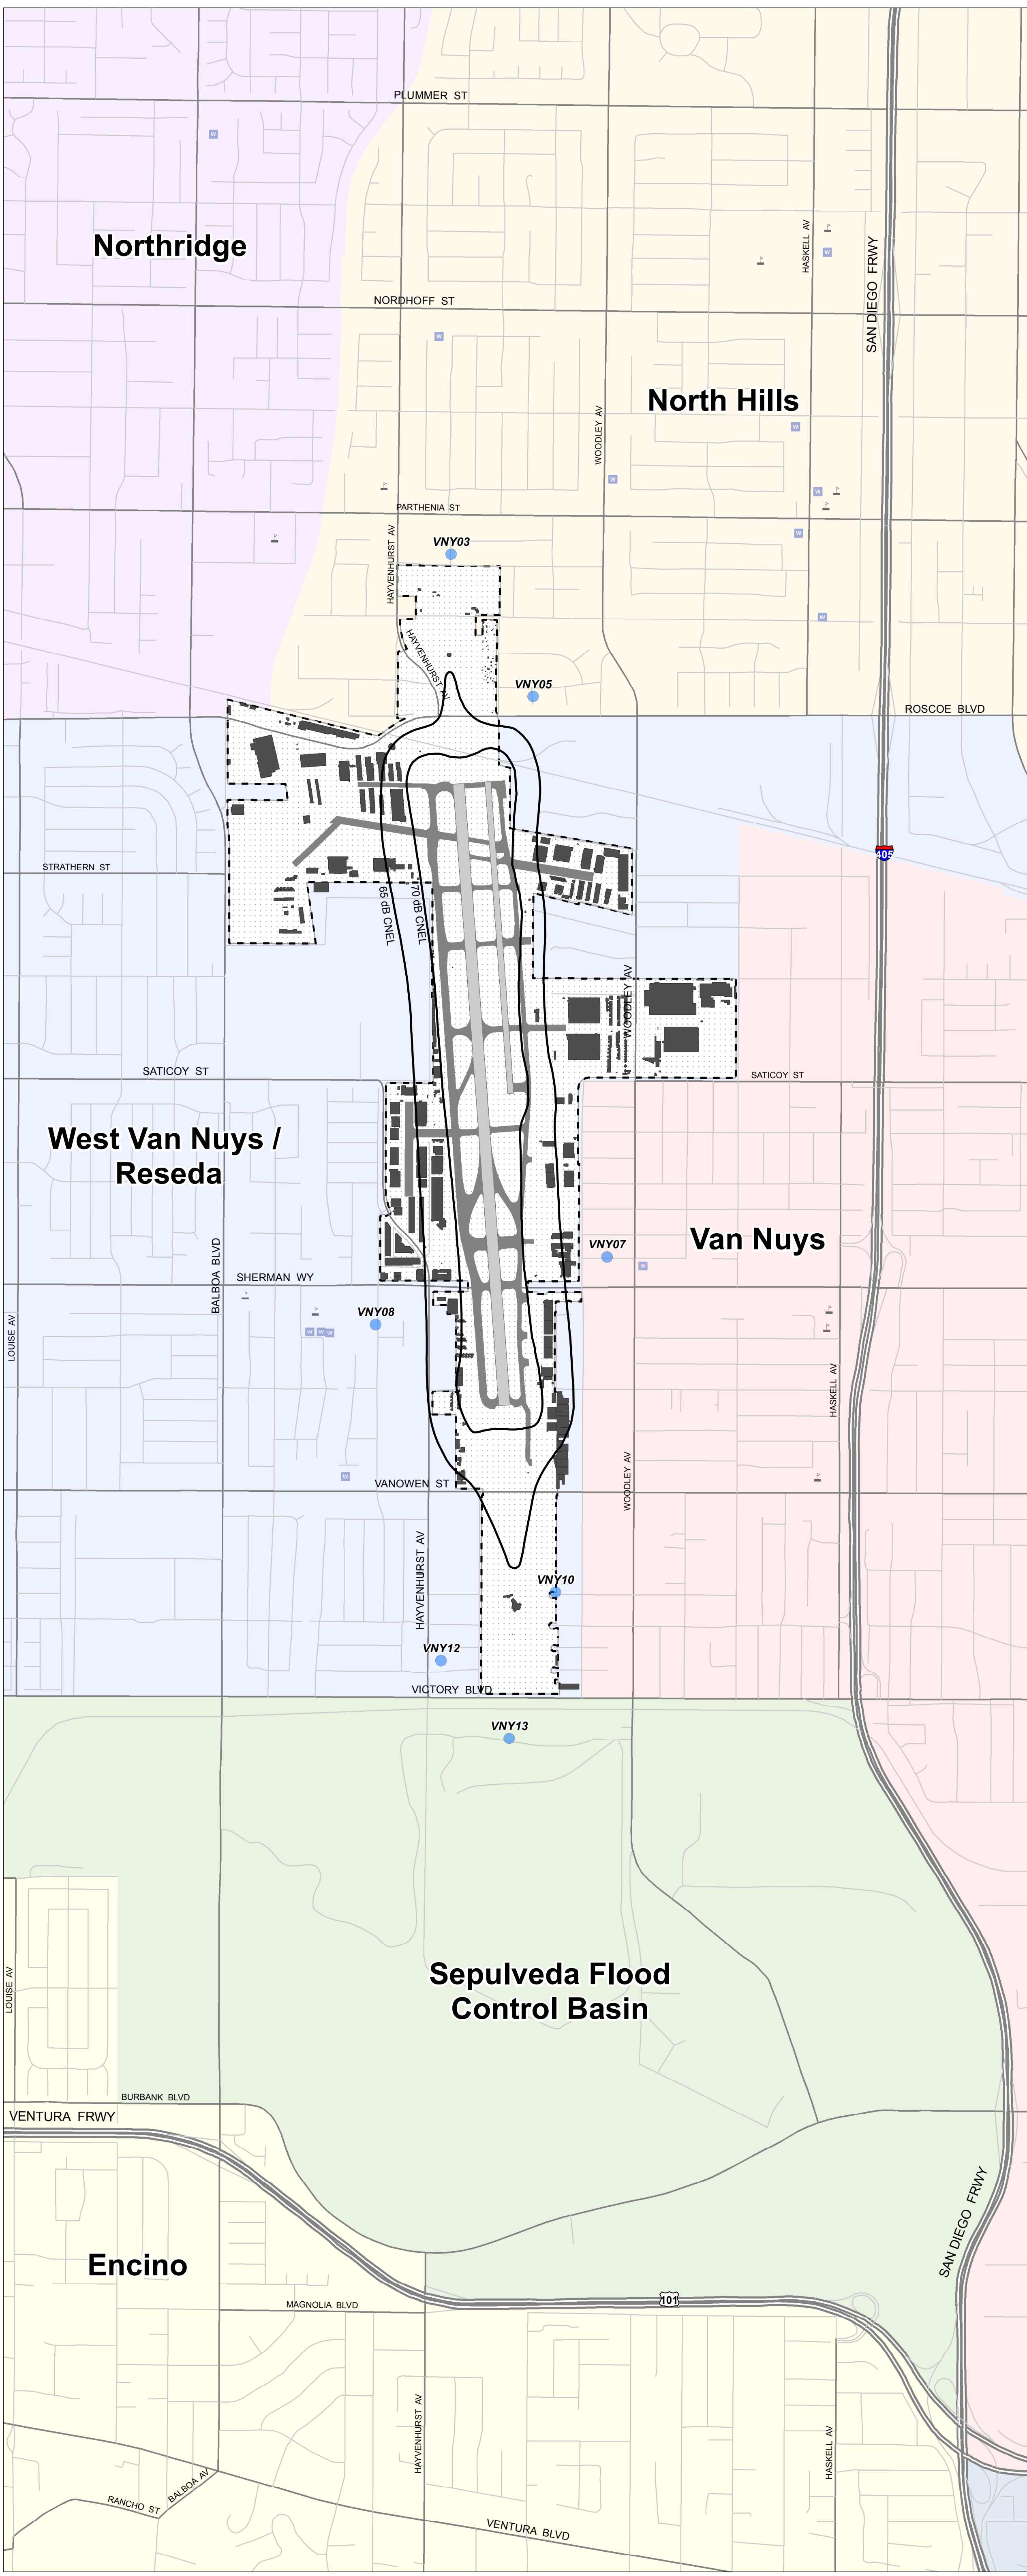 PLUMMER ST
W
Northridge
HASKELL AV
SAN DIEGO FRWY
W
NORDHOFF ST
W
North Hills
WOODLEY AV
W
W
W
PARTHENIA ST
W
HAYVENHURST AV
VNY03
W
HAYVENHURST AV
VNY05
ROSCOE BLVD
405
STRATHERN ST
65 dB CNEL
70 dB CNEL
WOODLEY AV
SATICOY ST
SATICOY ST
West Van Nuys /
Reseda
Van Nuys
VNY07
W
BALBOA BLVD
SHERMAN WY
VNY08
LOUISE AV
W W W
HASKELL AV
W
VANOWEN ST
WOODLEY AV
HAYVENHURST AV
VNY10
VNY12
VICTORY BLVD
VNY13
Sepulveda Flood
Control Basin
LOUISE AV
BURBANK BLVD
VENTURA FRWY
SAN DIEGO FRWY
Encino
101
MAGNOLIA BLVD
HAYVENHURST AV
HASKELL AV
BALBOA AV
RANCHO ST
VENTURA BLVD